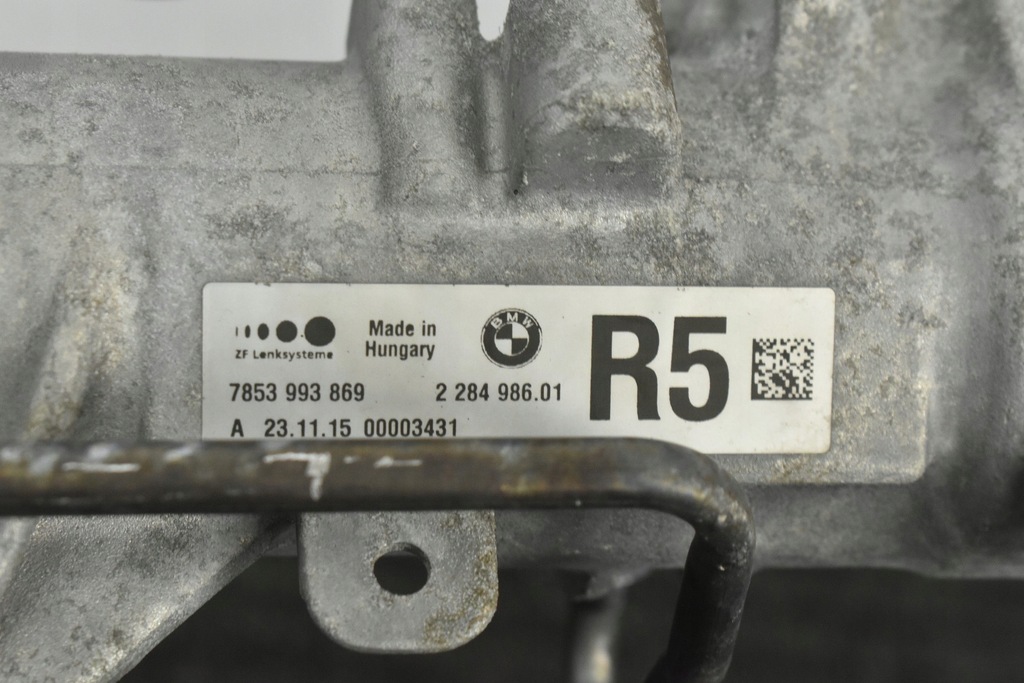 ZF Lenksysteme
Made in
Hungary
BMW
R5
7853 993 869
2 284 986.01
A 23.11.15 00003431